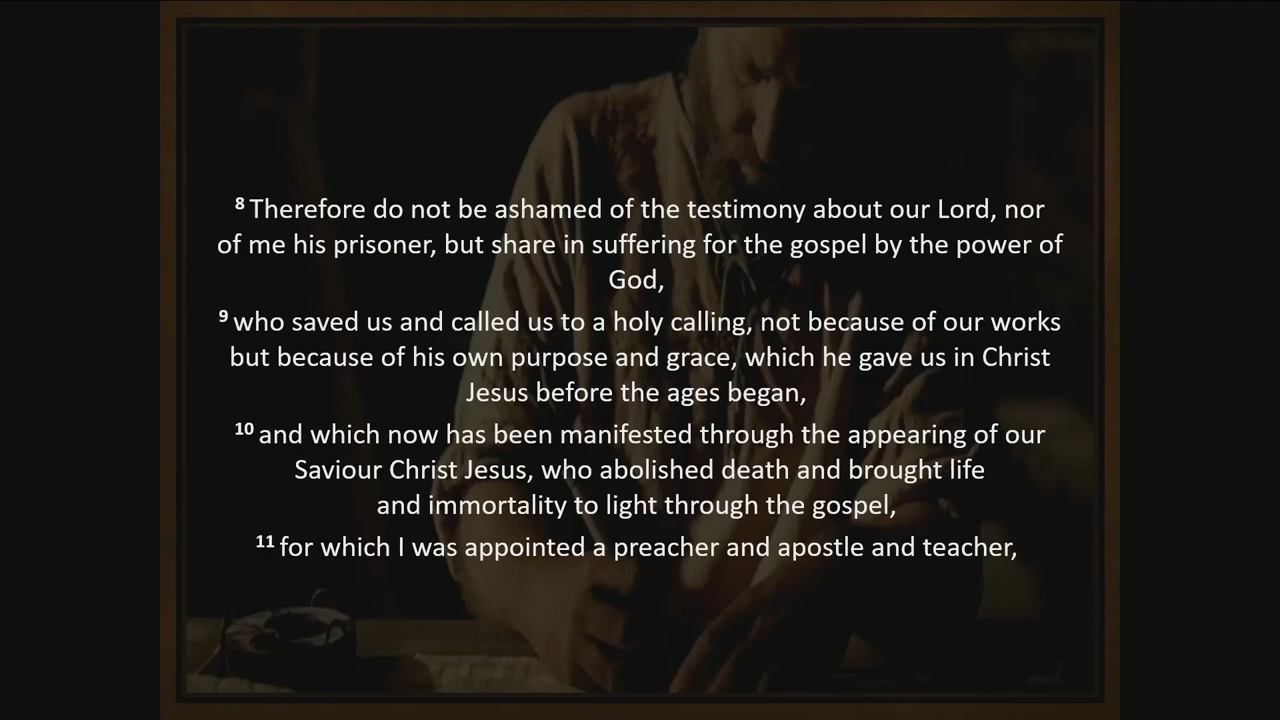 8 Therefore do not be ashamed of the testimony about our Lord, nor
of me his prisoner, but share in suffering for the gospel by the power of
God,
9 who saved us and called us to a holy calling, not because of our works
but because of his own purpose and grace, which he gave us in Christ
Jesus before the ages began,
10 and which now has been manifested through the appearing of our
Saviour Christ Jesus, who abolished death and brought life
and immortality to light through the gospel,
11 for which I was appointed a preacher and apostle and teacher,